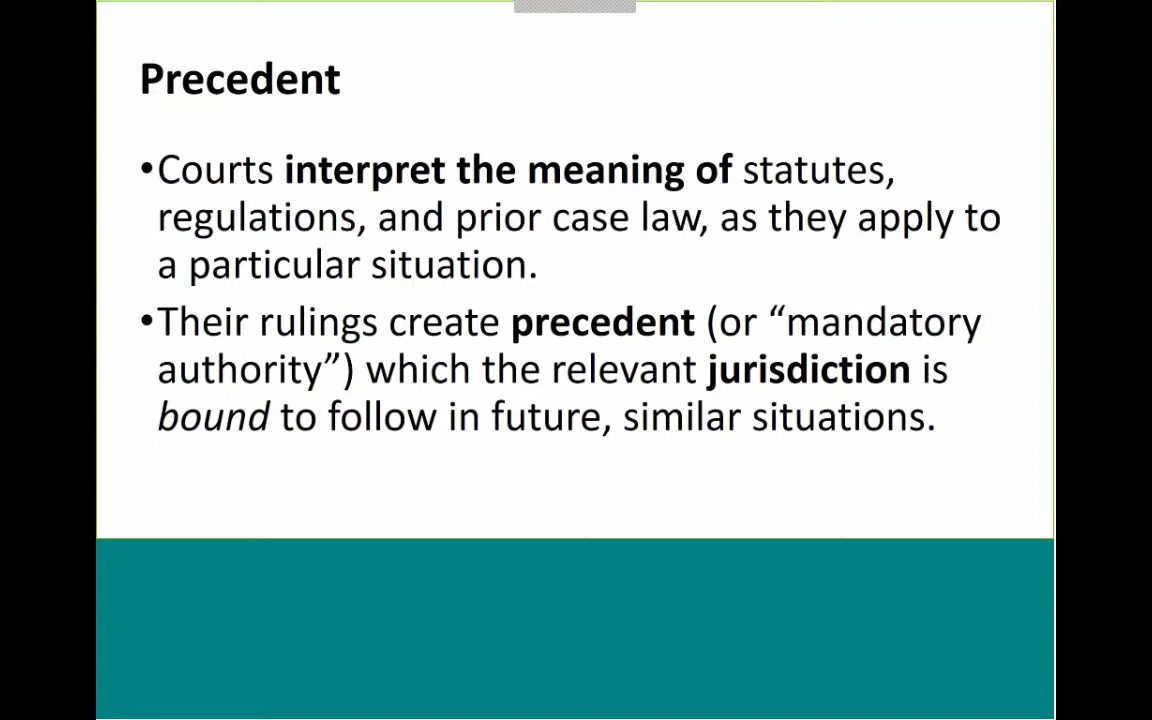 Precedent
•Courts interpret the meaning of statutes,
regulations, and prior case law, as they apply to
a particular situation.
•Their rulings create precedent (or “mandatory
authority”) which the relevant jurisdiction is
bound to follow in future, similar situations.